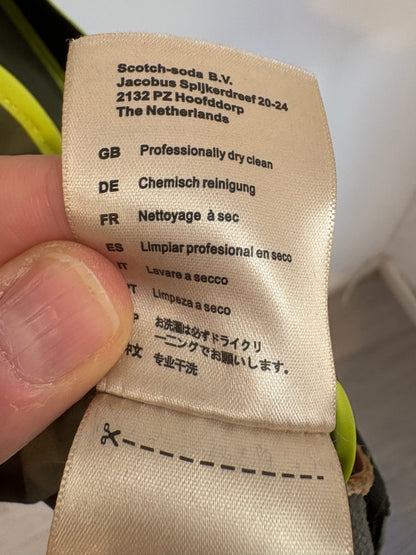 Scotch-soda B.V.
Jacobus Spijkerdreef 20-24
2132 PZ Hoofddorp
The Netherlands
GB Professionally dry clean
DE Chemisch reinigung
FR Nettoyage à sec
ES Limpiar profesional en seco
Lavare a secco
Limpeza a seco
お洗濯は必ずドライクリ
ーニングでお願いします。
中文 专业干洗